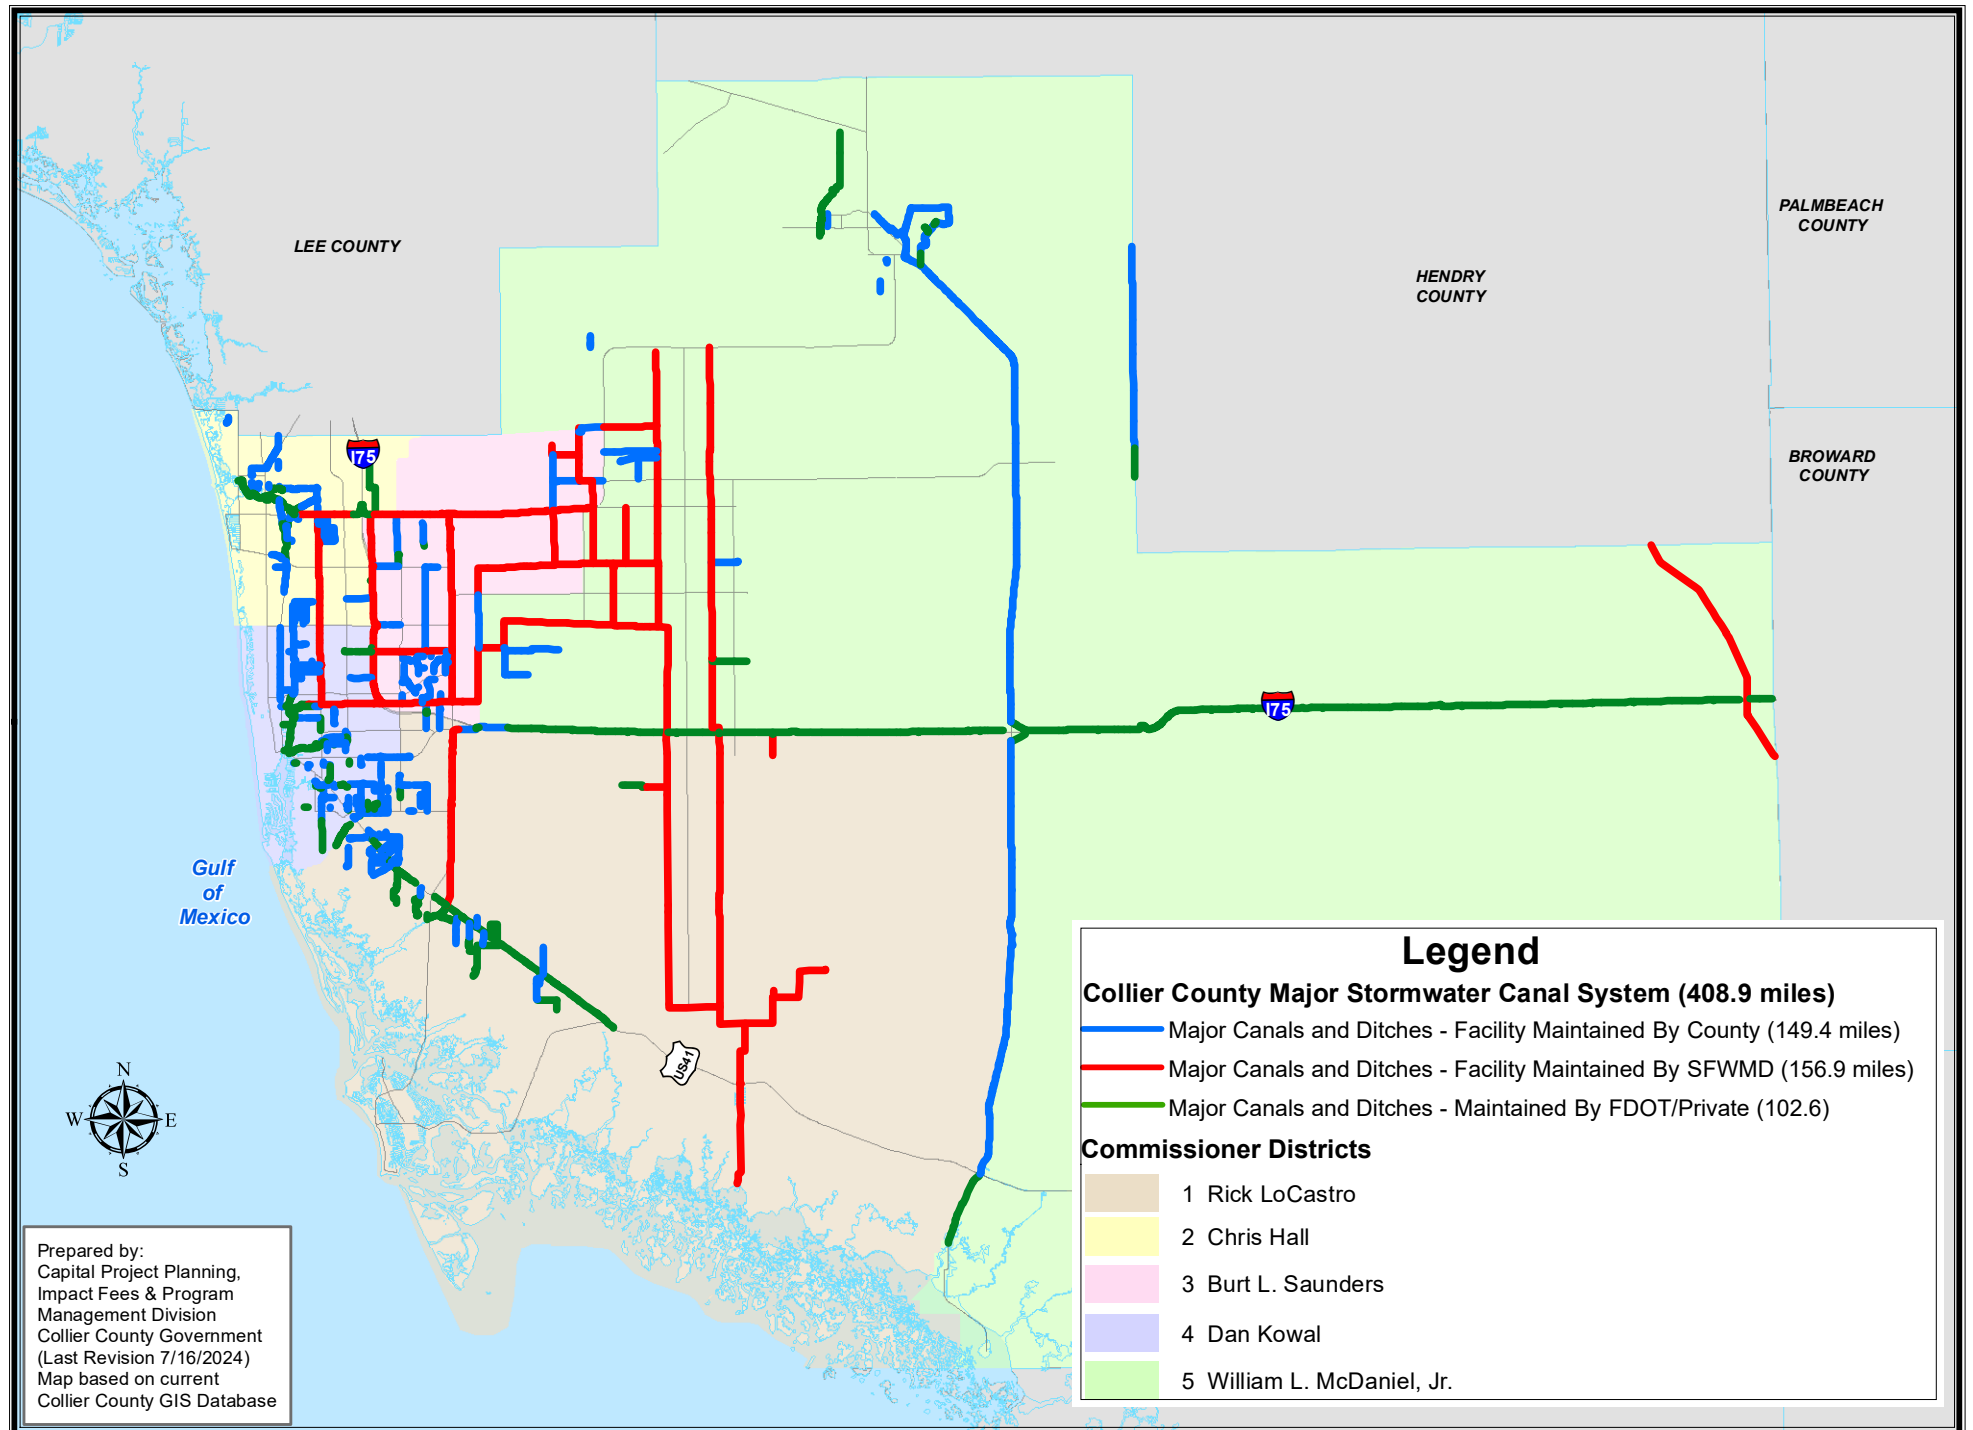 LEE COUNTY
PALMBEACH
COUNTY
HENDRY
COUNTY
BROWARD
COUNTY
175
175
Gulf
of
Mexico
US41
N
W
E
S
Legend
Collier County Major Stormwater Canal System (408.9 miles)
Major Canals and Ditches - Facility Maintained By County (149.4 miles)
Major Canals and Ditches - Facility Maintained By SFWMD (156.9 miles)
Major Canals and Ditches - Maintained By FDOT/Private (102.6)
Commissioner Districts
1 Rick LoCastro
2 Chris Hall
3 Burt L. Saunders
4 Dan Kowal
5 William L. McDaniel, Jr.
Prepared by:
Capital Project Planning,
Impact Fees & Program
Management Division
Collier County Government
(Last Revision 7/16/2024)
Map based on current
Collier County GIS Database